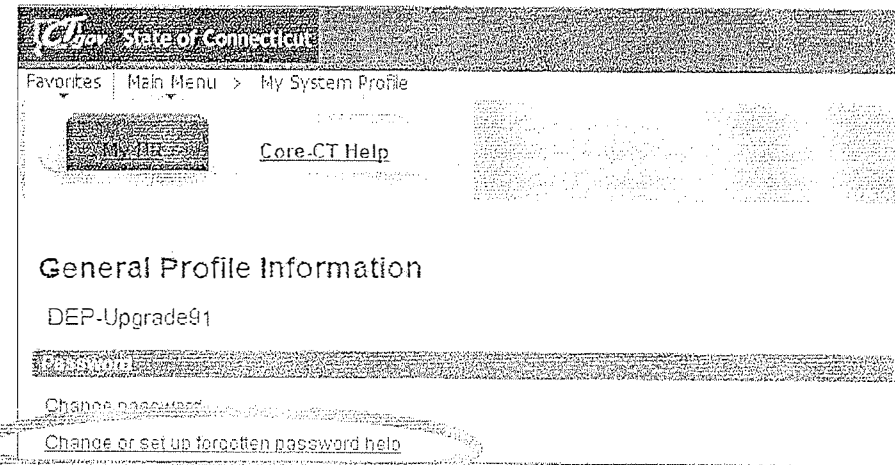 CT.gov State of Connecticut
Favorites Main Menu > My System Profile
Core-CT Help
General Profile Information
DEP-Upgrade91
Password
Change password
Change or set up forgotten password help